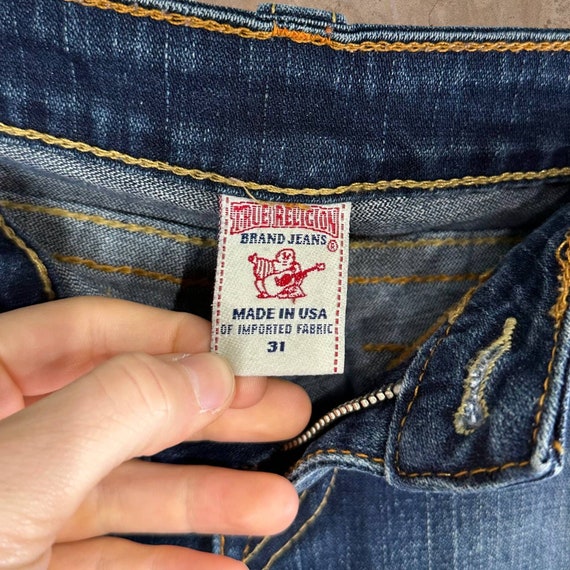 TRUE RELIGION
BRAND JEANS
®
MADE IN USA
OF IMPORTED FABRIC
31